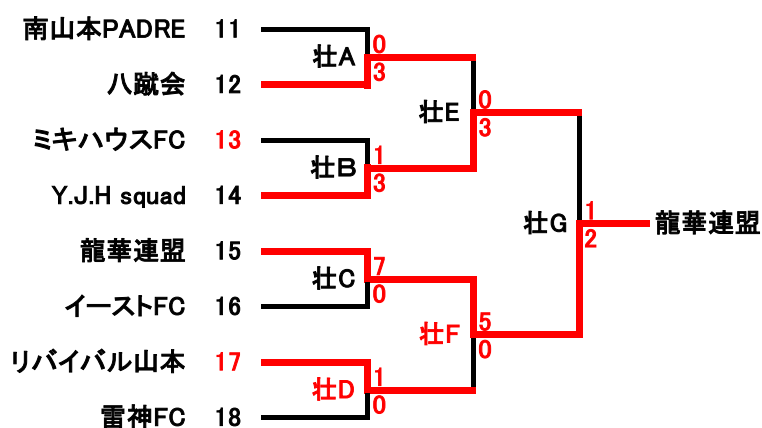 南山本PADRE 11
八蹴会 12
ミキハウスFC 13
Y.J.H squad 14
龍華連盟 15
イーストFC 16
リバイバル山本 17
雷神FC 18
壮A 0 3
壮B 1 3
壮C 7 0
壮D 1 0
壮E 0 3
壮F 5 0
壮G 1 2
龍華連盟